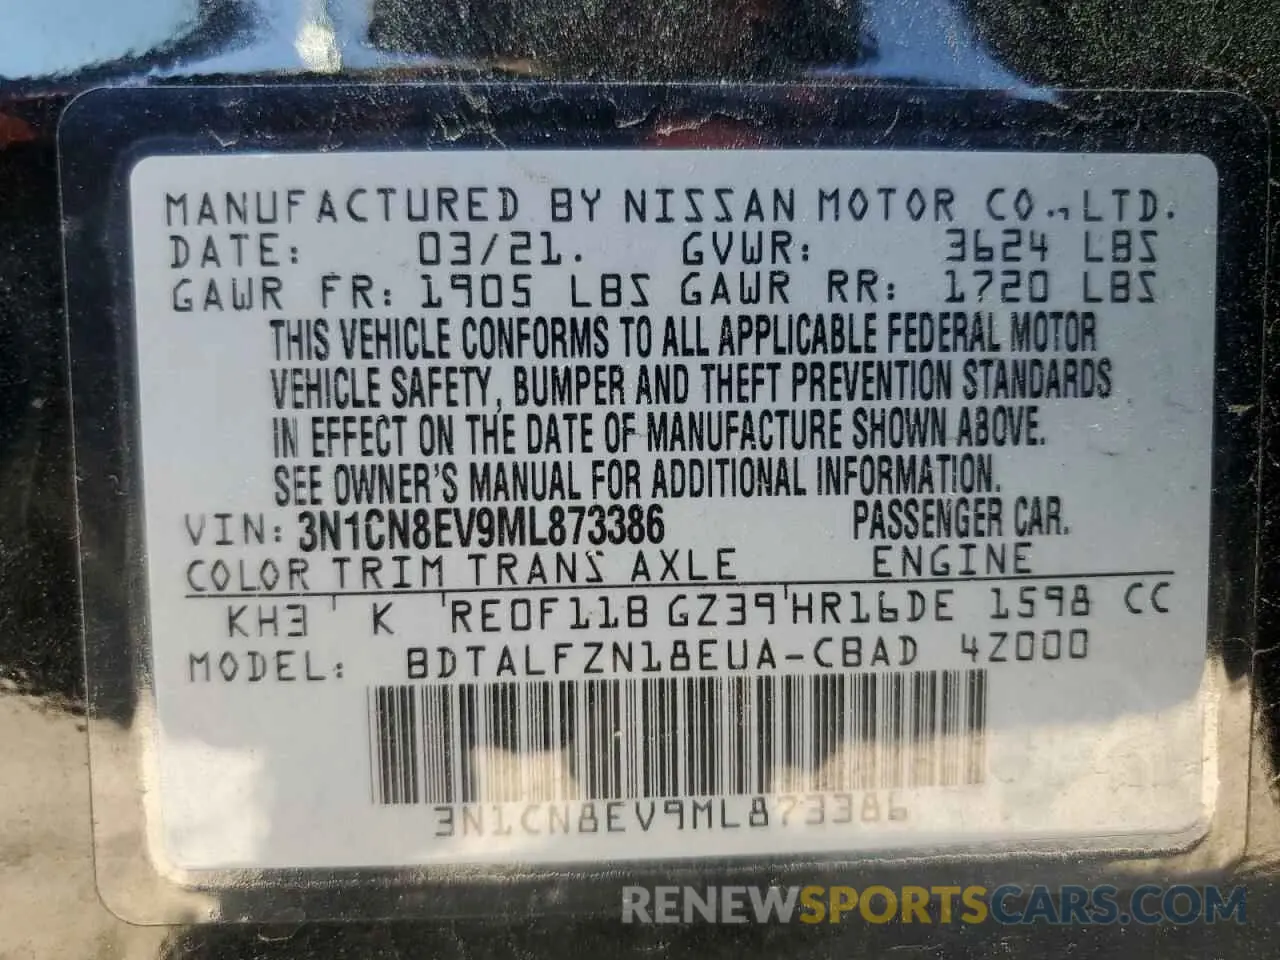 MANUFACTURED BY NISSAN MOTOR CO.,LTD.
DATE: 03/21. GVWR: 3624 LBS
GAWR FR: 1905 LBS GAWR RR: 1720 LBS
THIS VEHICLE CONFORMS TO ALL APPLICABLE FEDERAL MOTOR
VEHICLE SAFETY, BUMPER AND THEFT PREVENTION STANDARDS
IN EFFECT ON THE DATE OF MANUFACTURE SHOWN ABOVE.
SEE OWNER'S MANUAL FOR ADDITIONAL INFORMATION.
VIN: 3N1CN8EV9ML873386 PASSENGER CAR.
COLOR TRIM TRANS AXLE ENGINE
KH3 K RE0F11B GZ39 HR16DE 1598 CC
MODEL: BDTALFZN18EUA-CBAD 4Z000
3N1CN8EV9ML873386
RENEWSPORTSCARS.COM